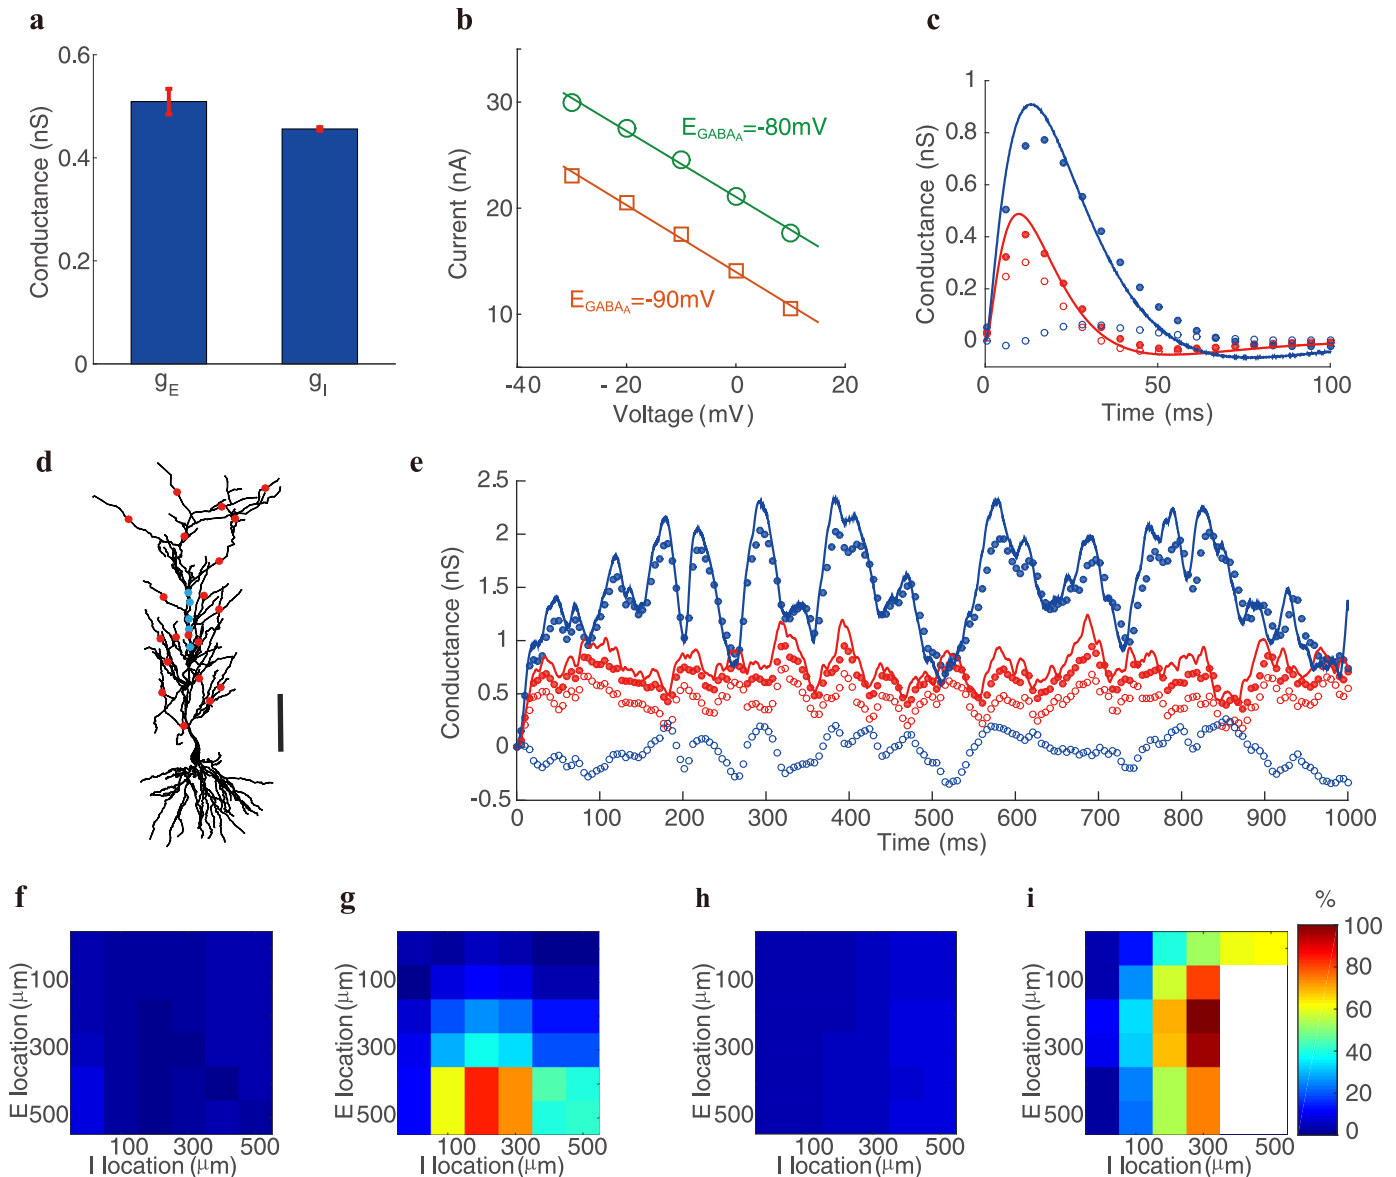 a
0.6
0.4
0.2
0
Conductance (nS)
g_E
g_I
b
30
20
10
Current (nA)
E_GABA_A=-80mV
E_GABA_A=-90mV
-40
- 20
0
20
Voltage (mV)
c
1
0.8
0.6
0.4
0.2
0
Conductance (nS)
0
50
100
Time (ms)
d
e
2.5
2
1.5
1
0.5
0
-0.5
Conductance (nS)
0 100 200 300 400 500 600 700 800 900 1000
Time (ms)
f
100
300
500
E location (μm)
100 300 500
I location (μm)
g
100
300
500
E location (μm)
100 300 500
I location (μm)
h
100
300
500
E location (μm)
100 300 500
I location (μm)
i
100
300
500
E location (μm)
100 300 500
I location (μm)
%
100
80
60
40
20
0